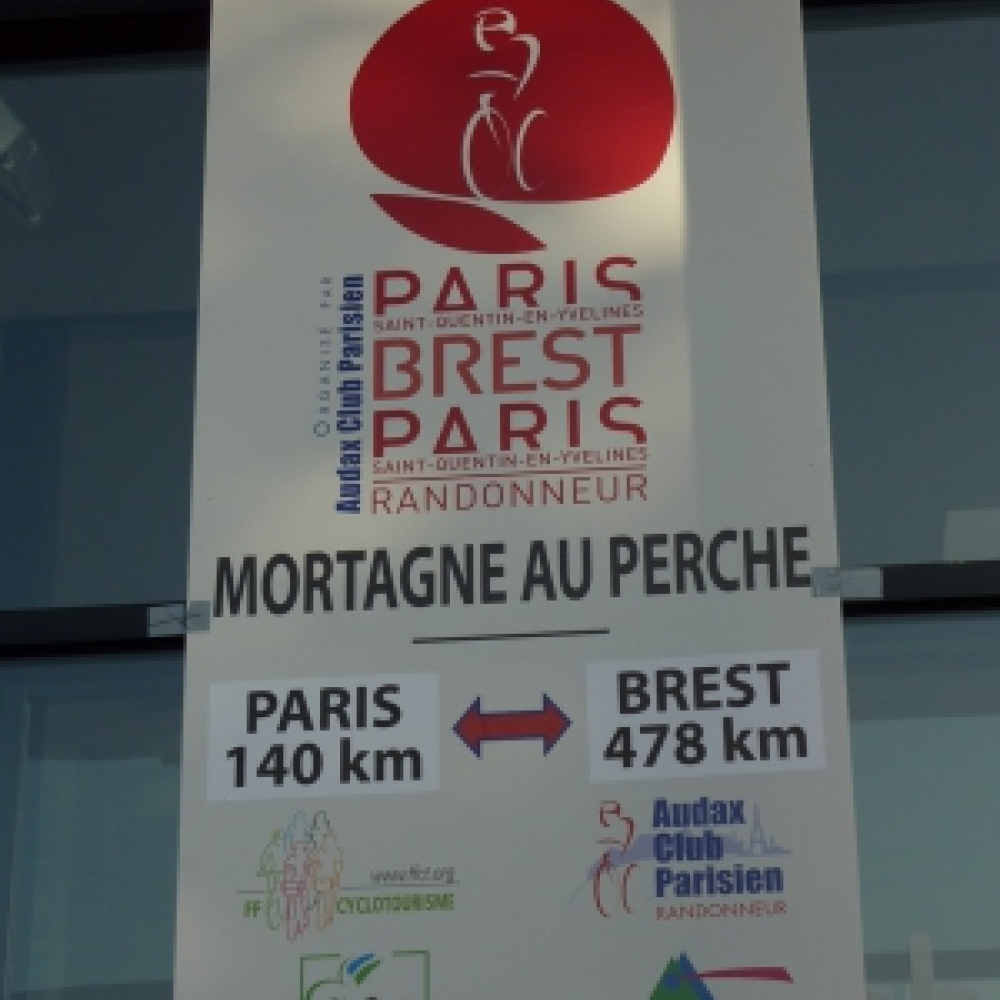 ORGANISÉ PAR
Audax Club Parisien
PARIS
SAINT-QUENTIN-EN-YVELINES
BREST
PARIS
SAINT-QUENTIN-EN-YVELINES
RANDONNEUR
MORTAGNE AU PERCHE
PARIS
140 km
BREST
478 km
www.ffct.org
FF CYCLOTOURISME
Audax
Club
Parisien
RANDONNEUR